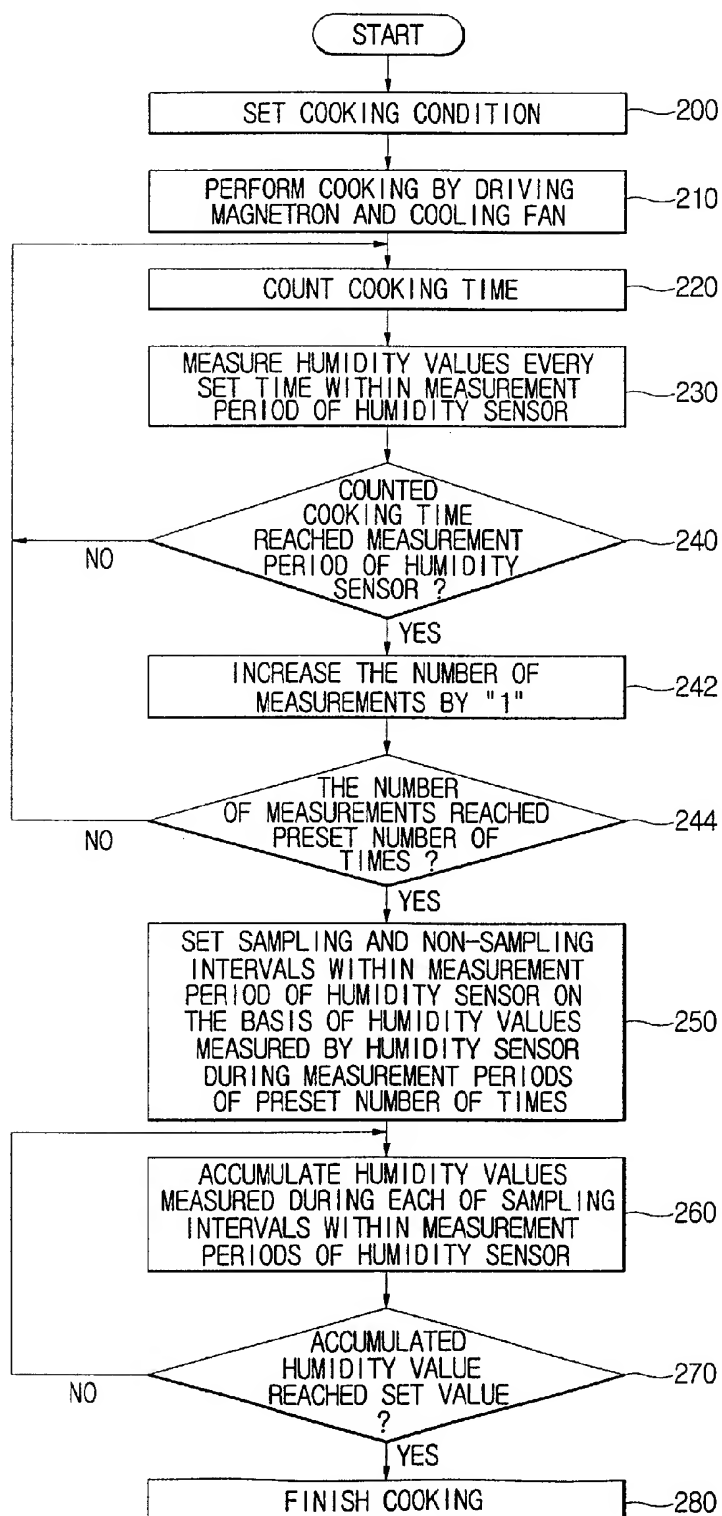 START
SET COOKING CONDITION
200
PERFORM COOKING BY DRIVING
MAGNETRON AND COOLING FAN
210
COUNT COOKING TIME
220
MEASURE HUMIDITY VALUES EVERY
SET TIME WITHIN MEASUREMENT
PERIOD OF HUMIDITY SENSOR
230
COUNTED
COOKING TIME
REACHED MEASUREMENT
PERIOD OF HUMIDITY
SENSOR ?
240
NO
YES
INCREASE THE NUMBER OF
MEASUREMENTS BY "1"
242
THE NUMBER
OF MEASUREMENTS REACHED
PRESET NUMBER OF
TIMES ?
244
NO
YES
SET SAMPLING AND NON-SAMPLING
INTERVALS WITHIN MEASUREMENT
PERIOD OF HUMIDITY SENSOR ON
THE BASIS OF HUMIDITY VALUES
MEASURED BY HUMIDITY SENSOR
DURING MEASUREMENT PERIODS
OF PRESET NUMBER OF TIMES
250
ACCUMULATE HUMIDITY VALUES
MEASURED DURING EACH OF SAMPLING
INTERVALS WITHIN MEASUREMENT
PERIODS OF HUMIDITY SENSOR
260
ACCUMULATED
HUMIDITY VALUE
REACHED SET VALUE
?
270
NO
YES
FINISH COOKING
280